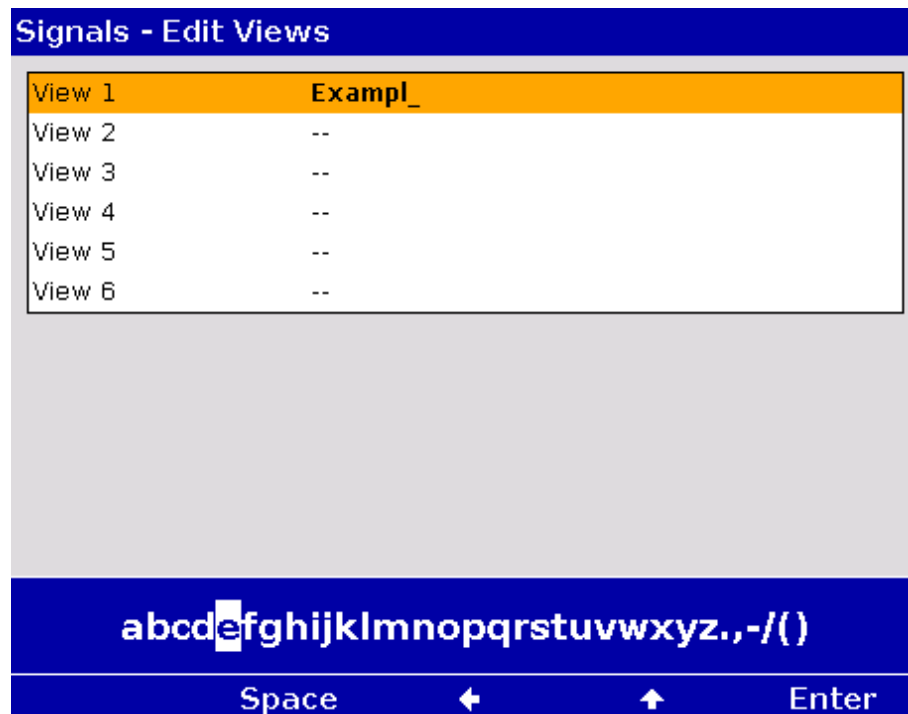 Signals - Edit Views
View 1 Exampl_
View 2 --
View 3 --
View 4 --
View 5 --
View 6 --
abcdefghijklmnopqrstuvwxyz.,-/()
Space 🡸 🡹 Enter